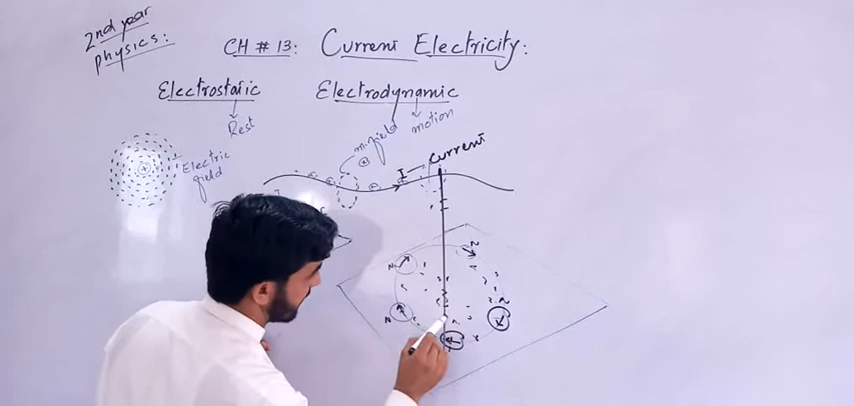 2nd year
physics:
CH # 13: Current Electricity:
Electrostatic
Electrodynamic
Rest
motion
m.field
Electric
field
I
current
N
N